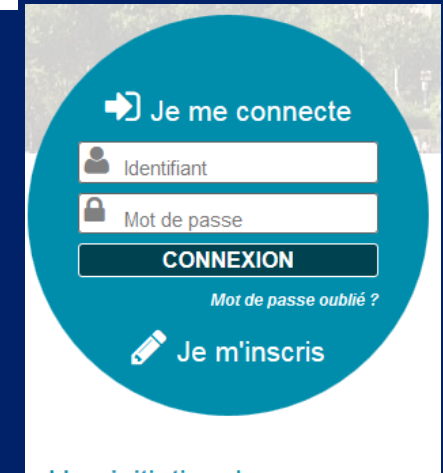 Je me connecte
Identifiant
Mot de passe
CONNEXION
Mot de passe oublié ?
Je m'inscris